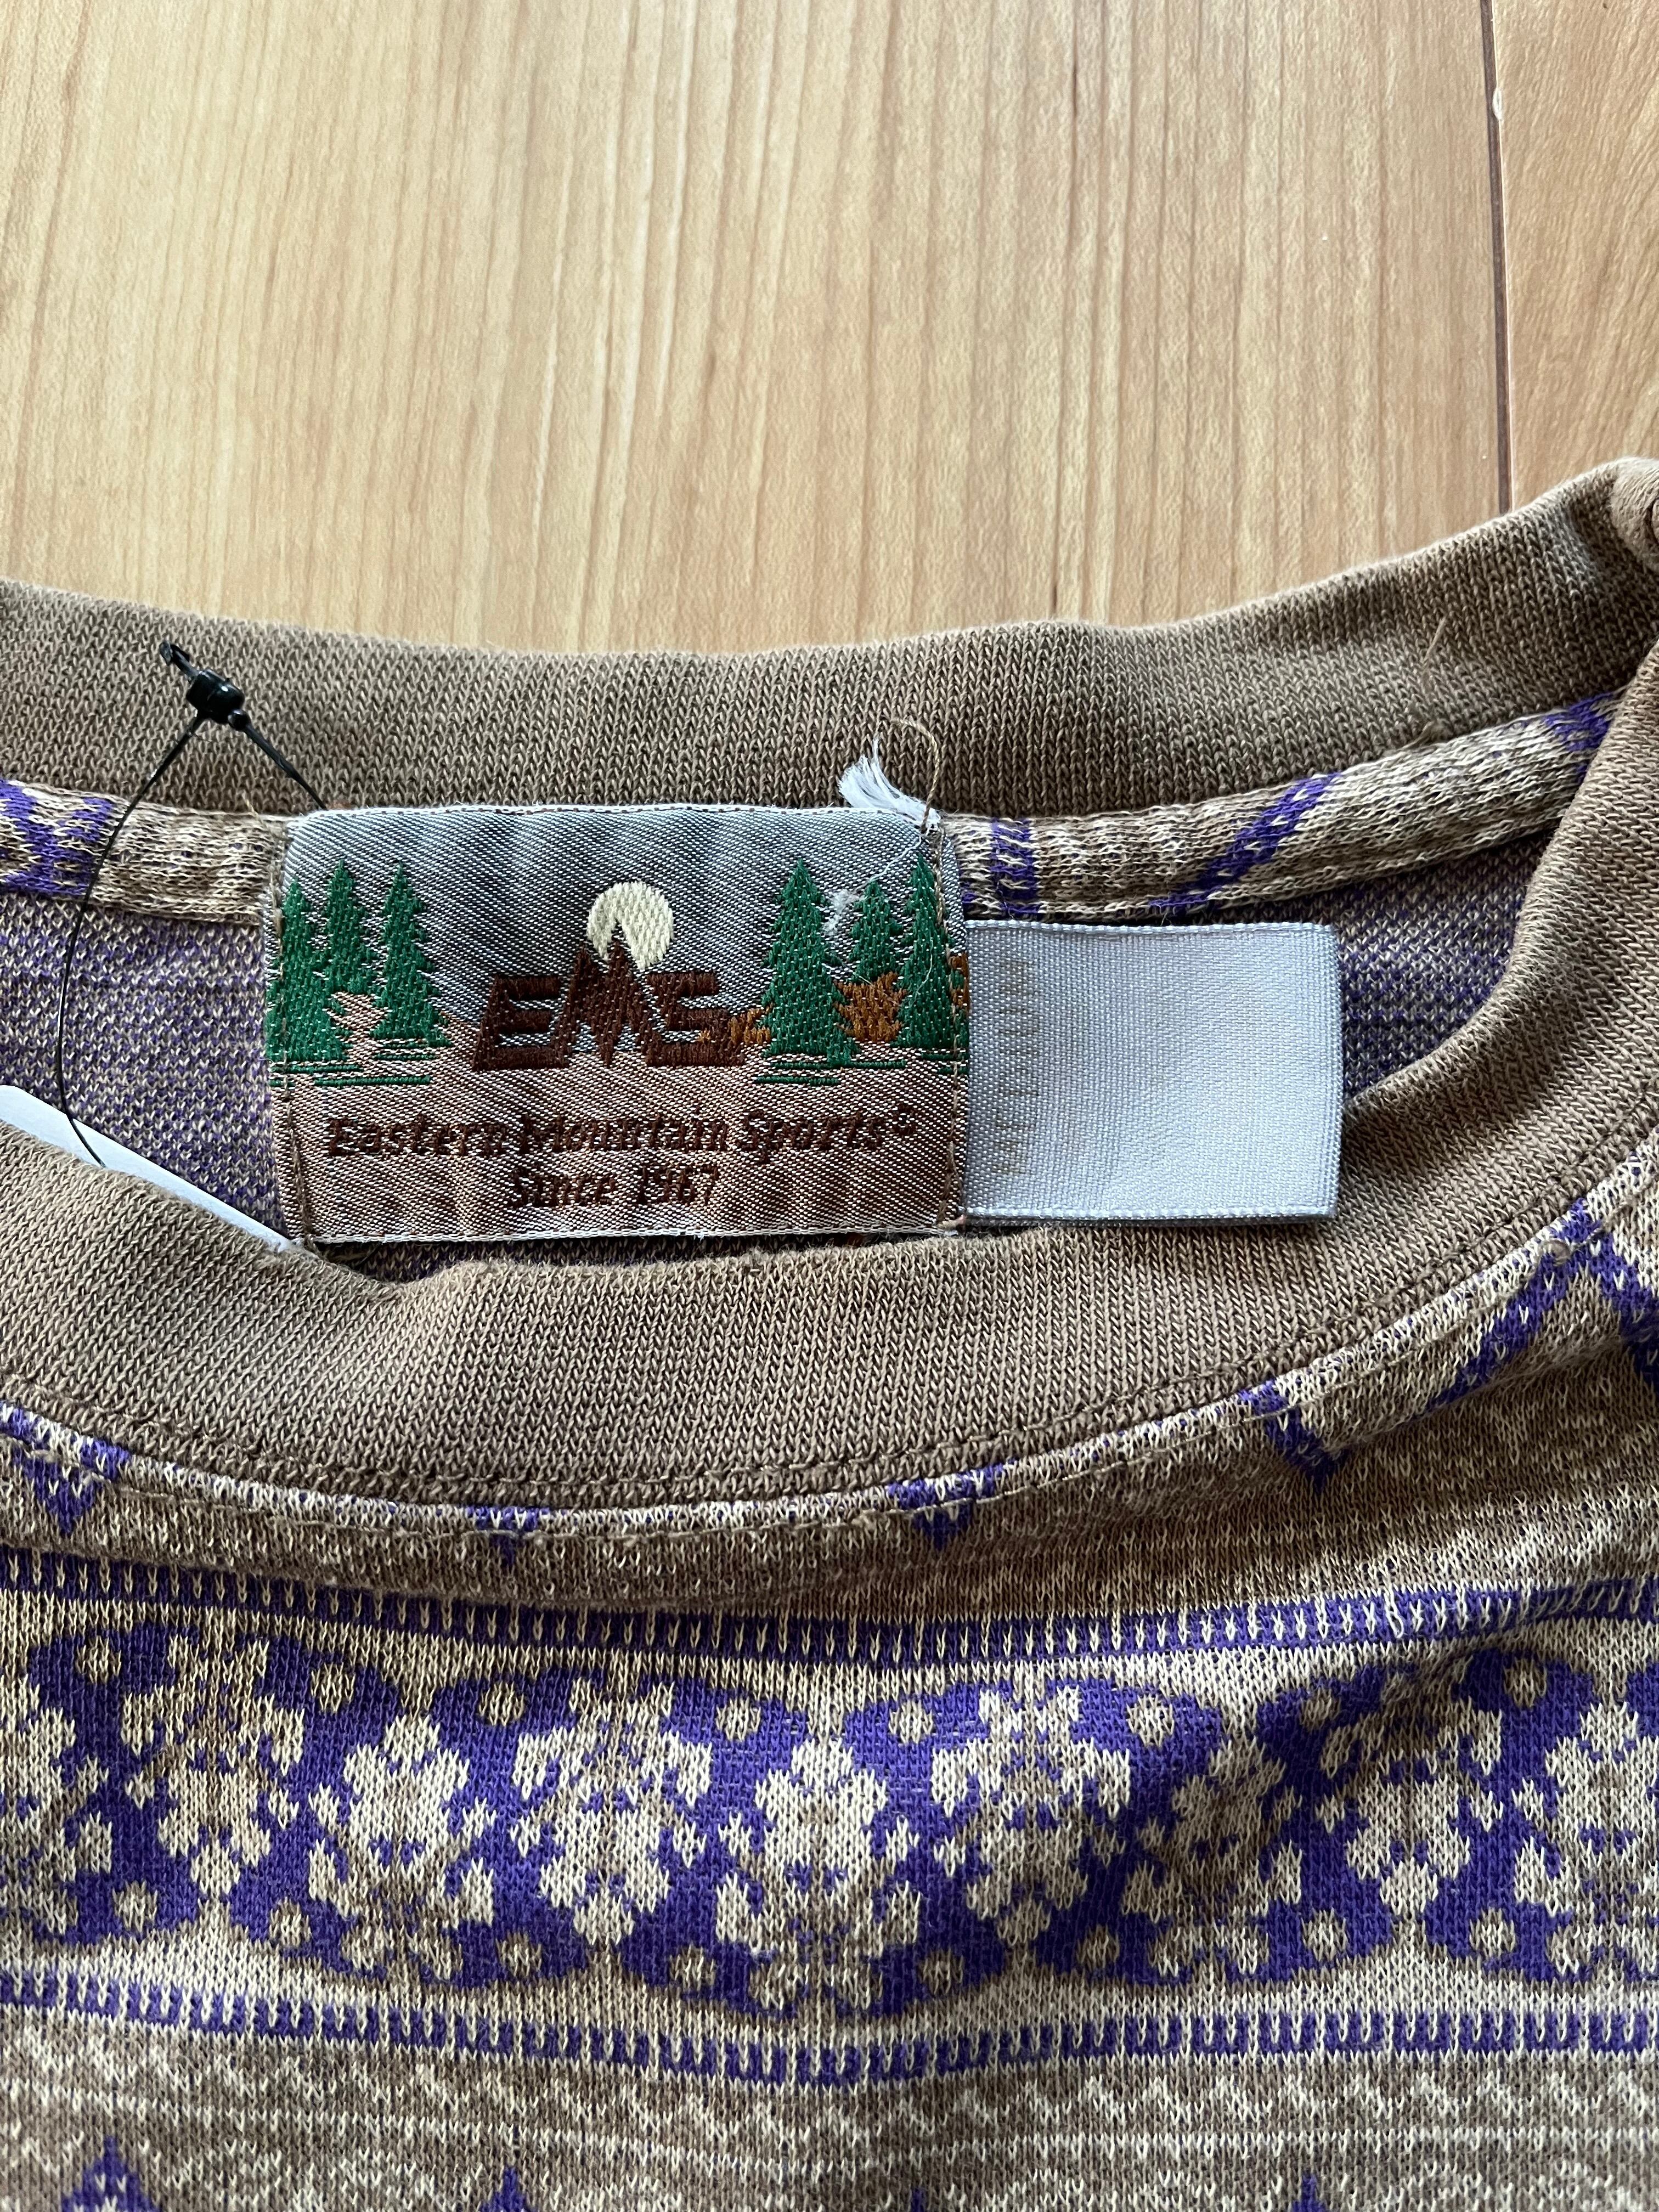 EMS
Eastern Mountain Sports®
Since 1967